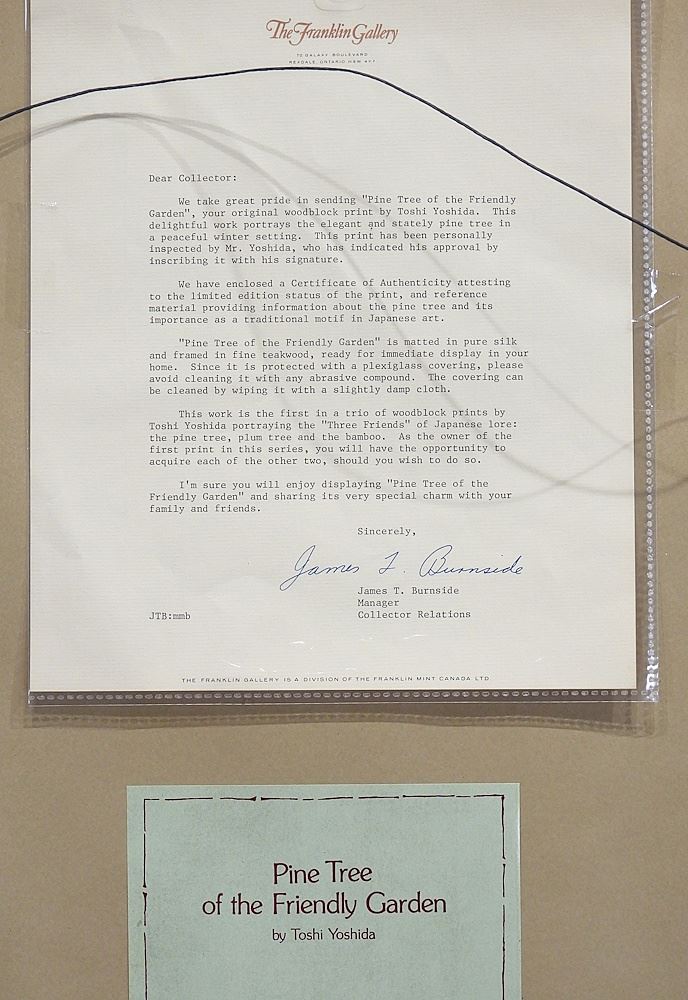 The Franklin Gallery
70 GALAXY BOULEVARD
REXDALE, ONTARIO M9W 4Y7
Dear Collector:
We take great pride in sending "Pine Tree of the Friendly
Garden", your original woodblock print by Toshi Yoshida. This
delightful work portrays the elegant and stately pine tree in
a peaceful winter setting. This print has been personally
inspected by Mr. Yoshida, who has indicated his approval by
inscribing it with his signature.
We have enclosed a Certificate of Authenticity attesting
to the limited edition status of the print, and reference
material providing information about the pine tree and its
importance as a traditional motif in Japanese art.
"Pine Tree of the Friendly Garden" is matted in pure silk
and framed in fine teakwood, ready for immediate display in your
home. Since it is protected with a plexiglass covering, please
avoid cleaning it with any abrasive compound. The covering can
be cleaned by wiping it with a slightly damp cloth.
This work is the first in a trio of woodblock prints by
Toshi Yoshida portraying the "Three Friends" of Japanese lore:
the pine tree, plum tree and the bamboo. As the owner of the
first print in this series, you will have the opportunity to
acquire each of the other two, should you wish to do so.
I'm sure you will enjoy displaying "Pine Tree of the
Friendly Garden" and sharing its very special charm with your
family and friends.
Sincerely,
James T. Burnside
James T. Burnside
Manager
JTB:mmb Collector Relations
THE FRANKLIN GALLERY IS A DIVISION OF THE FRANKLIN MINT CANADA LTD.
Pine Tree
of the Friendly Garden
by Toshi Yoshida